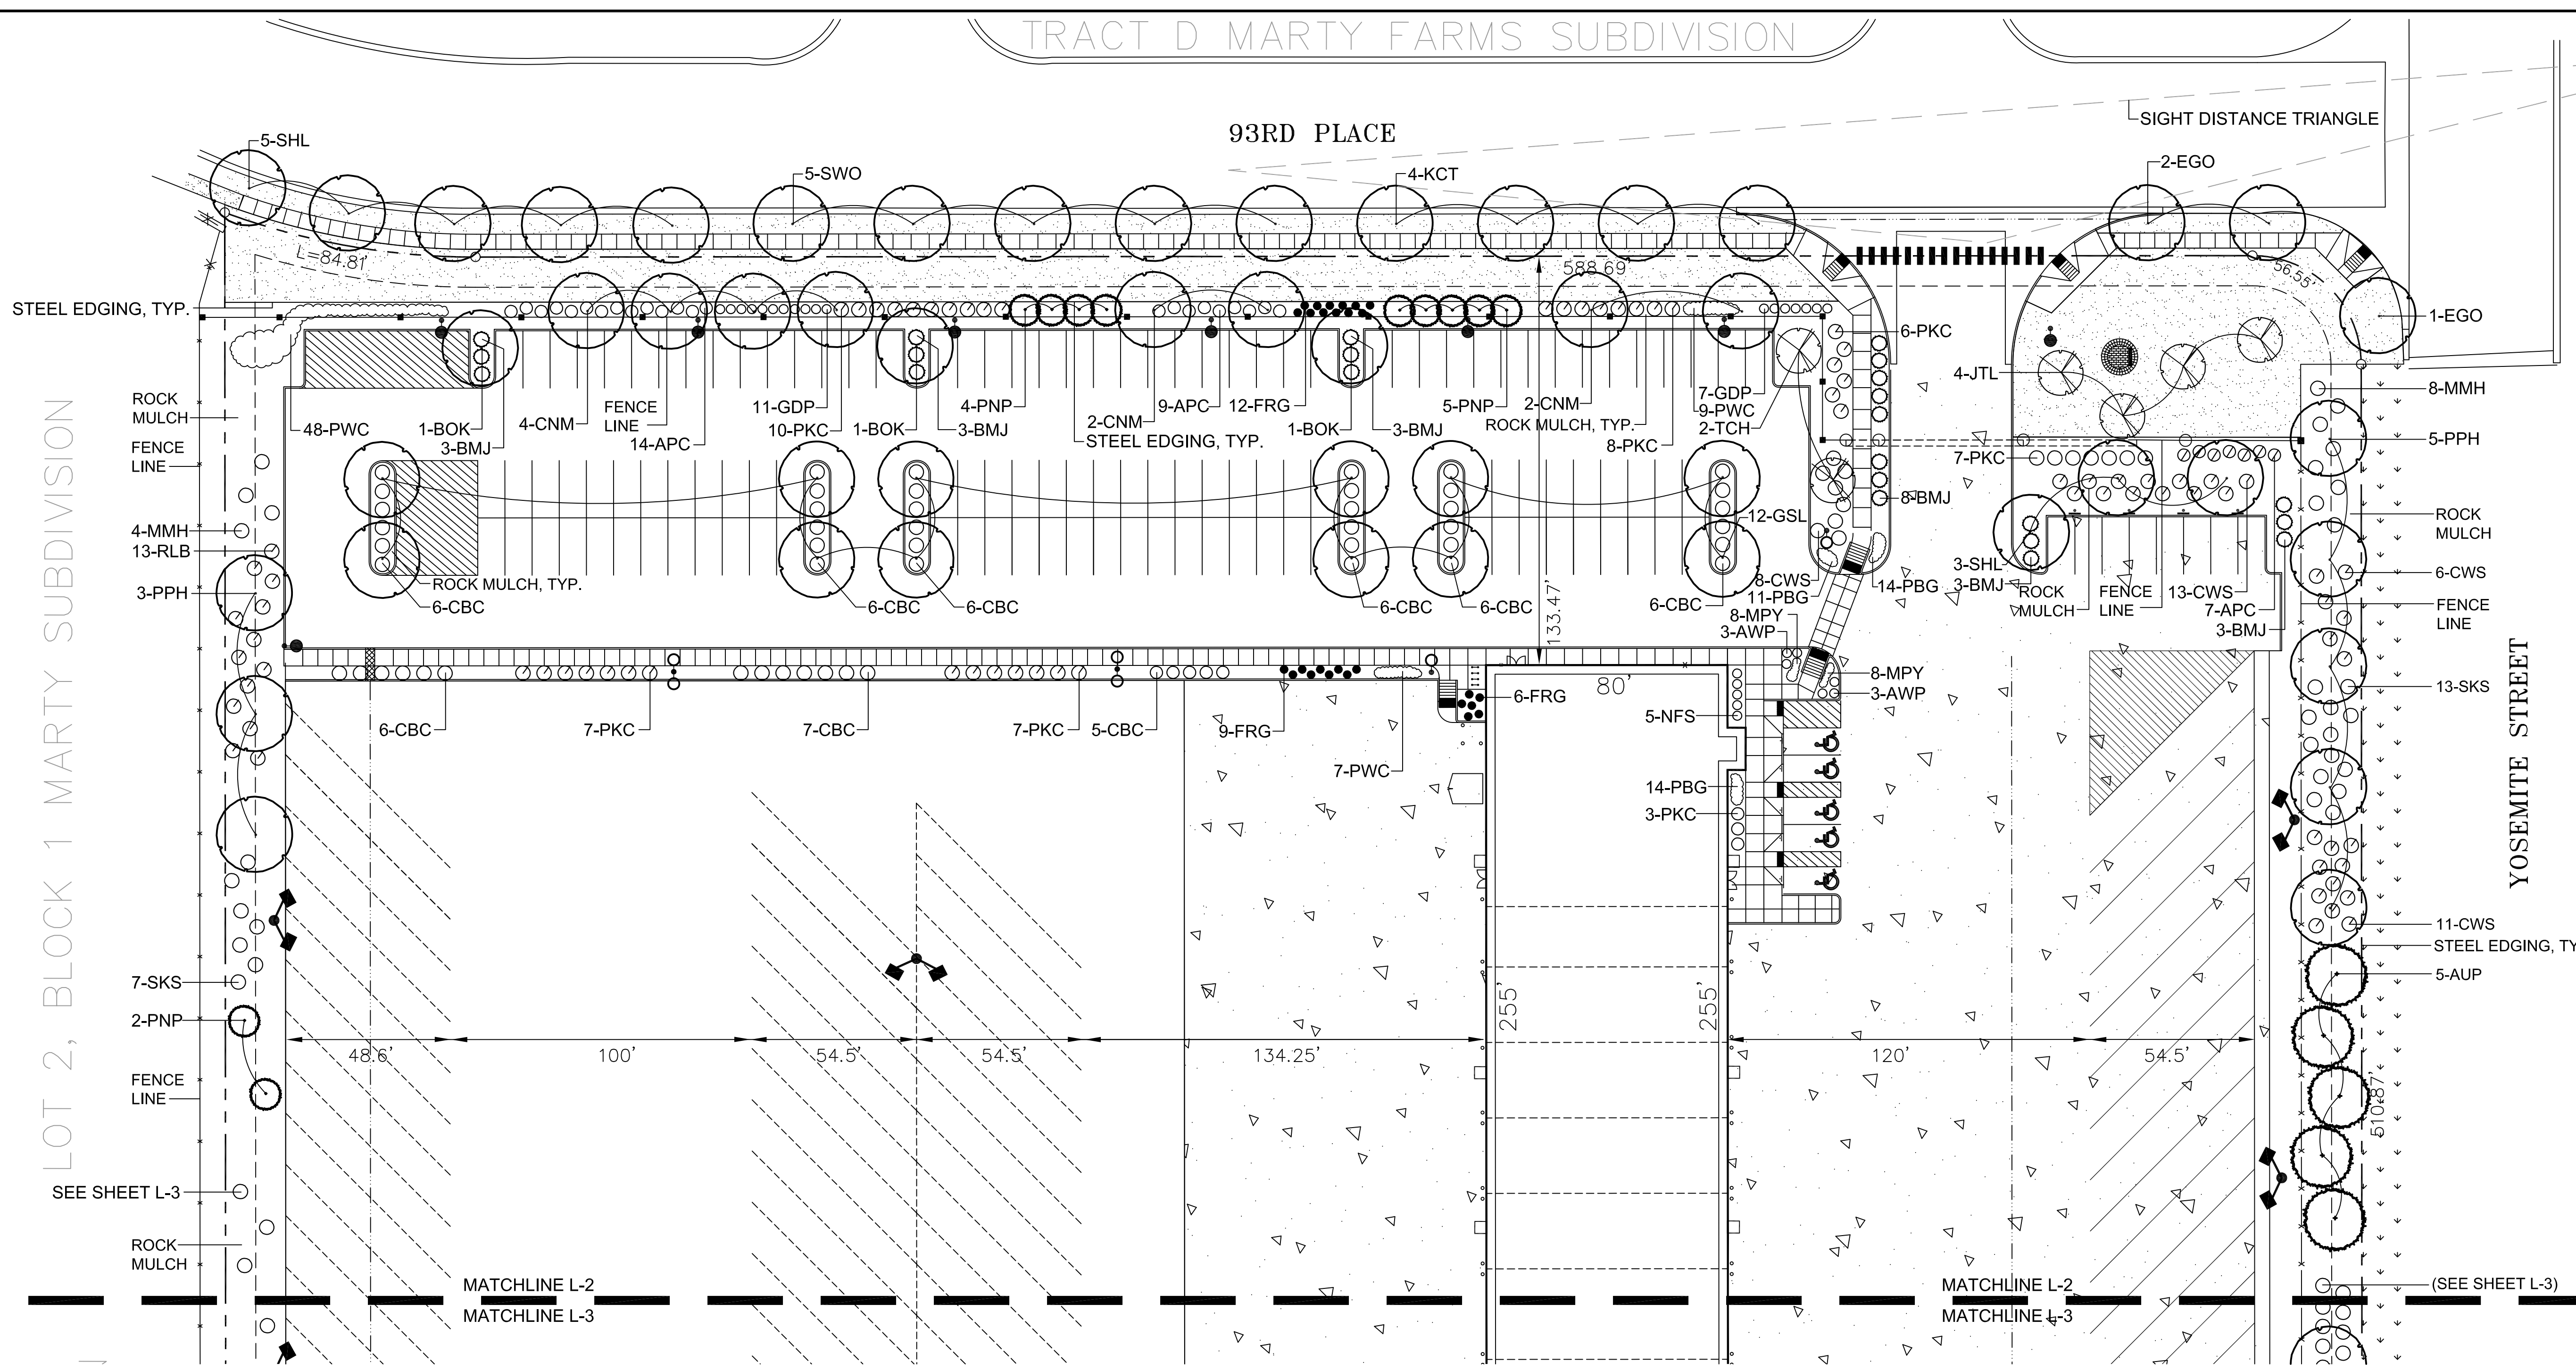 TRACT D MARTY FARMS SUBDIVISION
SIGHT DISTANCE TRIANGLE
93RD PLACE
5-SHL
5-SWO
4-KCT
2-EGO
L=84.81'
588.69'
56.55'
STEEL EDGING, TYP.
1-EGO
6-PKC
4-JTL
ROCK
MULCH
FENCE
LINE
48-PWC
1-BOK
3-BMJ
4-CNM
FENCE
LINE
14-APC
11-GDP
10-PKC
1-BOK
3-BMJ
4-PNP
2-CNM
STEEL EDGING, TYP.
9-APC
12-FRG
1-BOK
3-BMJ
5-PNP
2-CNM
ROCK MULCH, TYP.
8-PKC
7-GDP
9-PWC
2-TCH
8-MMH
5-PPH
7-PKC
8-BMJ
12-GSL
4-MMH
13-RLB
3-PPH
ROCK MULCH, TYP.
6-CBC
6-CBC
6-CBC
6-CBC
6-CBC
6-CBC
133.47'
8-CWS
11-PBG
8-MPY
3-AWP
14-PBG
3-SHL
3-BMJ
ROCK
MULCH
FENCE
LINE
13-CWS
7-APC
3-BMJ
ROCK
MULCH
6-CWS
FENCE
LINE
13-SKS
YOSEMITE STREET
LOT 2, BLOCK 1 MARTY SUBDIVISION
6-CBC
7-PKC
7-CBC
7-PKC
5-CBC
9-FRG
7-PWC
6-FRG
80'
8-MPY
3-AWP
5-NFS
14-PBG
3-PKC
11-CWS
STEEL EDGING, TY
5-AUP
7-SKS
2-PNP
FENCE
LINE
48.6'
100'
54.5'
54.5'
134.25'
255'
255'
120'
54.5'
510.87'
SEE SHEET L-3
ROCK
MULCH
(SEE SHEET L-3)
MATCHLINE L-2
MATCHLINE L-3
MATCHLINE L-2
MATCHLINE L-3
N